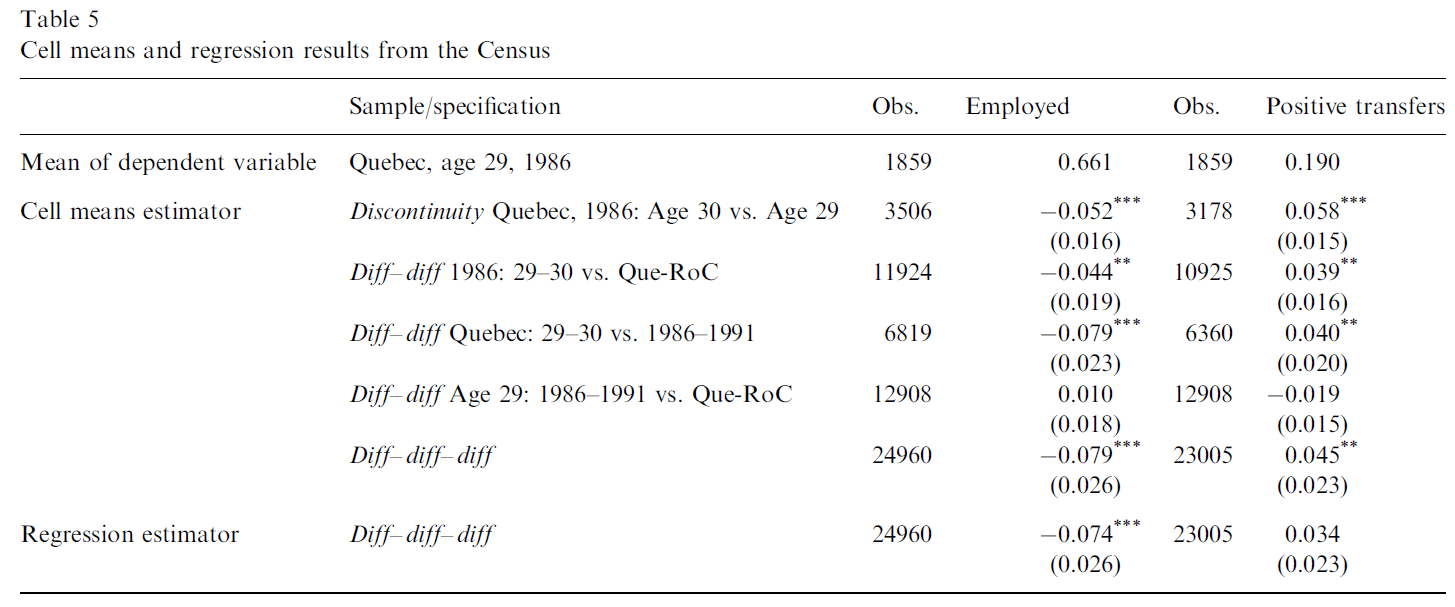 Table 5
Cell means and regression results from the Census
Sample/specification Obs. Employed Obs. Positive transfers
Mean of dependent variable Quebec, age 29, 1986 1859 0.661 1859 0.190
Cell means estimator Discontinuity Quebec, 1986: Age 30 vs. Age 29 3506 −0.052*** 3178 0.058***
(0.016) (0.015)
Diff–diff 1986: 29–30 vs. Que-RoC 11924 −0.044** 10925 0.039**
(0.019) (0.016)
Diff–diff Quebec: 29–30 vs. 1986–1991 6819 −0.079*** 6360 0.040**
(0.023) (0.020)
Diff–diff Age 29: 1986–1991 vs. Que-RoC 12908 0.010 12908 −0.019
(0.018) (0.015)
Diff–diff–diff 24960 −0.079*** 23005 0.045**
(0.026) (0.023)
Regression estimator Diff–diff–diff 24960 −0.074*** 23005 0.034
(0.026) (0.023)